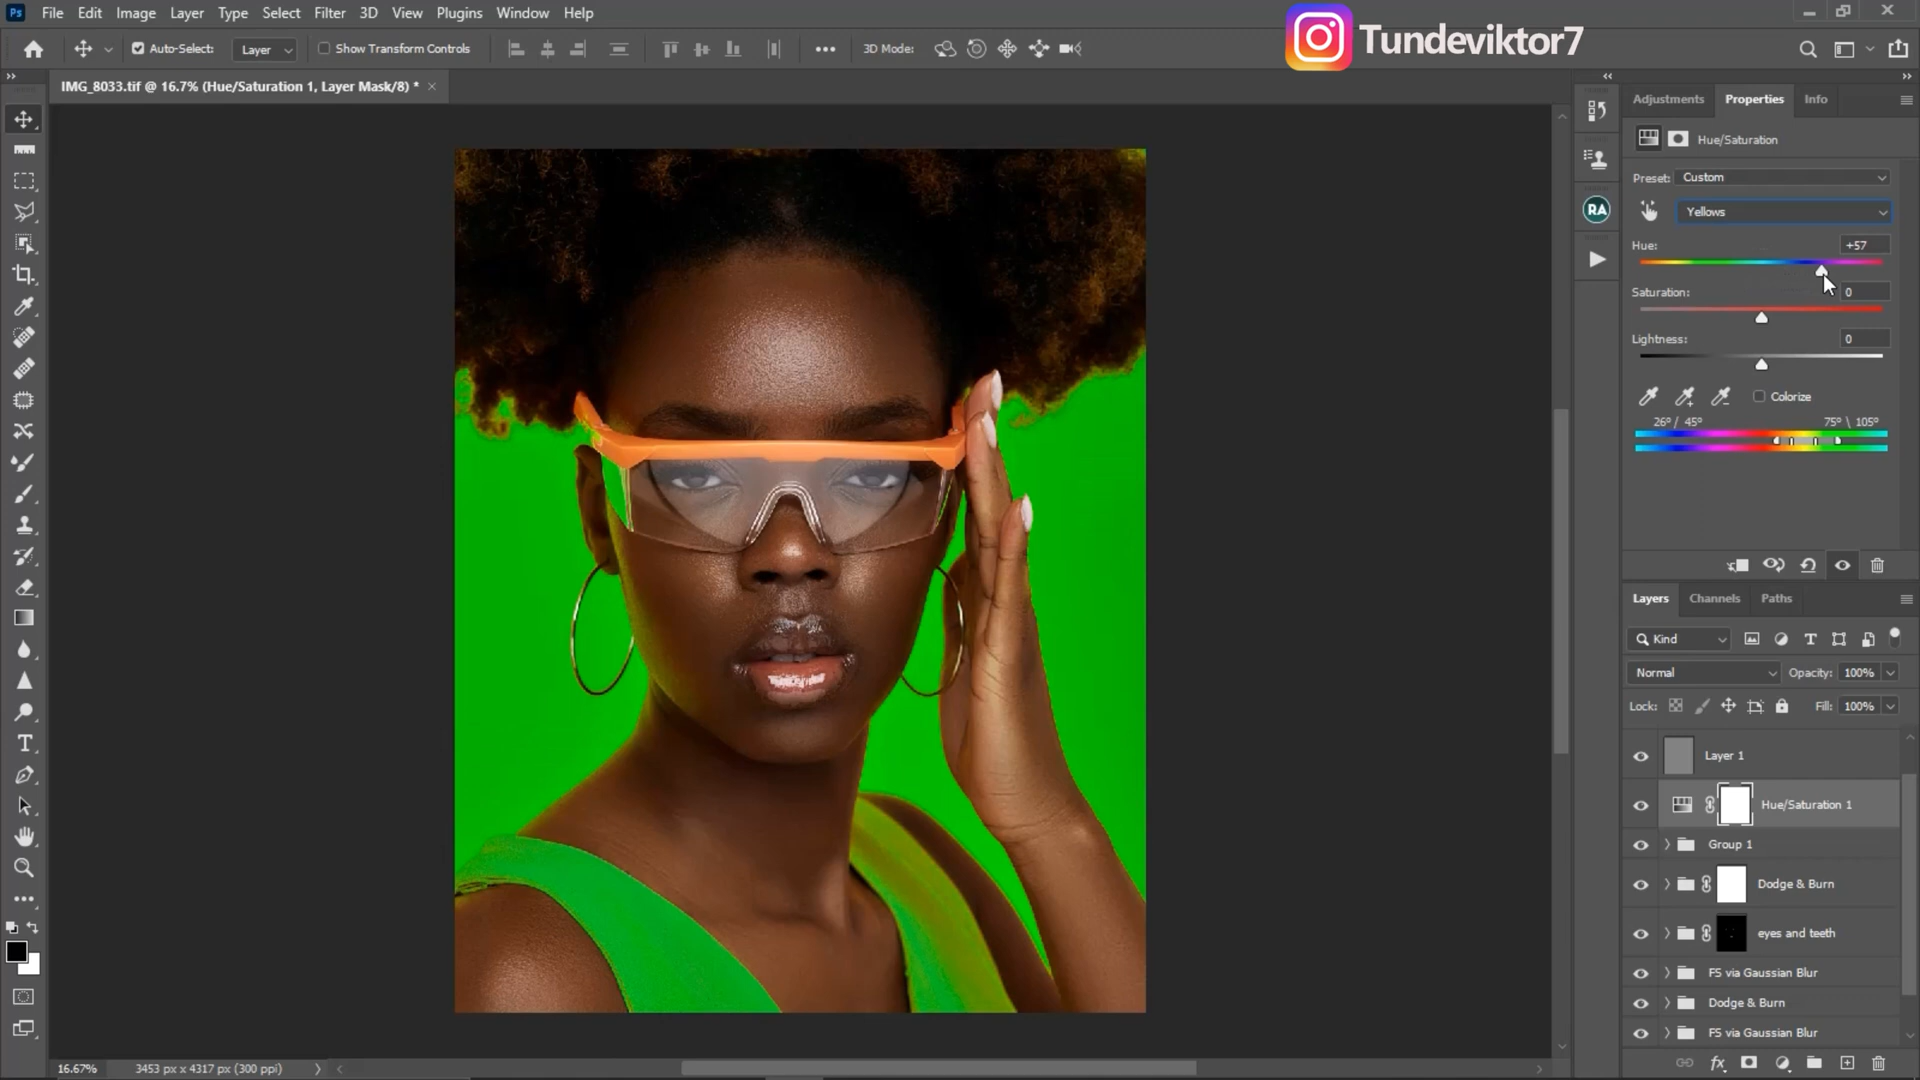 Ps File Edit Image Layer Type Select Filter 3D View Plugins Window Help
Auto-Select: Layer Show Transform Controls 3D Mode:
Tundeviktor7
IMG_8033.tif @ 16.7% (Hue/Saturation 1, Layer Mask/8) *
Adjustments Properties Info
Hue/Saturation
Preset: Custom
RA
Yellows
Hue: +57
Saturation: 0
Lightness: 0
Colorize
26° / 45° 75° \ 105°
Layers Channels Paths
Kind
Normal Opacity: 100%
Lock: Fill: 100%
Layer 1
Hue/Saturation 1
Group 1
Dodge & Burn
eyes and teeth
FS via Gaussian Blur
Dodge & Burn
FS via Gaussian Blur
16.67% 3453 px x 4317 px (300 ppi)
fx